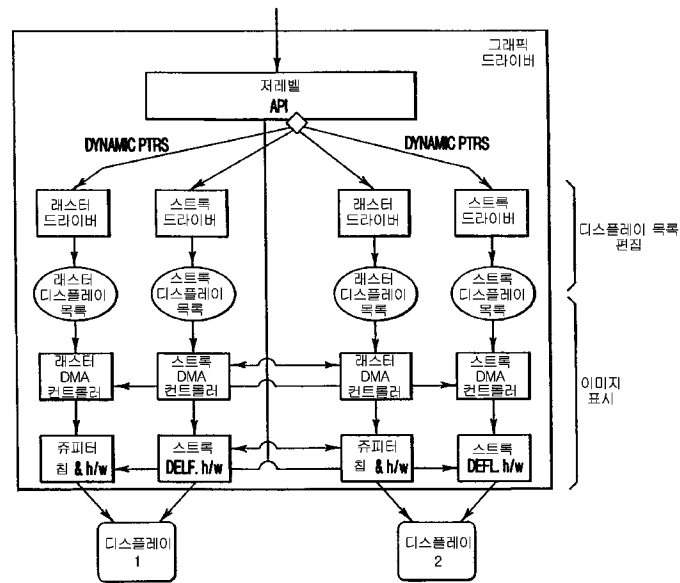 그래픽
드라이버
저레벨
API
DYNAMIC PTRS
DYNAMIC PTRS
래스터
드라이버
스트록
드라이버
래스터
드라이버
스트록
드라이버
디스플레이 목록
편집
래스터
디스플레이
목록
스트록
디스플레이
목록
래스터
디스플레이
목록
스트록
디스플레이
목록
래스터
DMA
컨트롤러
스트록
DMA
컨트롤러
래스터
DMA
컨트롤러
스트록
DMA
컨트롤러
이미지
표시
쥬피터
칩 & h/w
스트록
DELF. h/w
쥬피터
칩 & h/w
스트록
DEFL. h/w
디스플레이
1
디스플레이
2